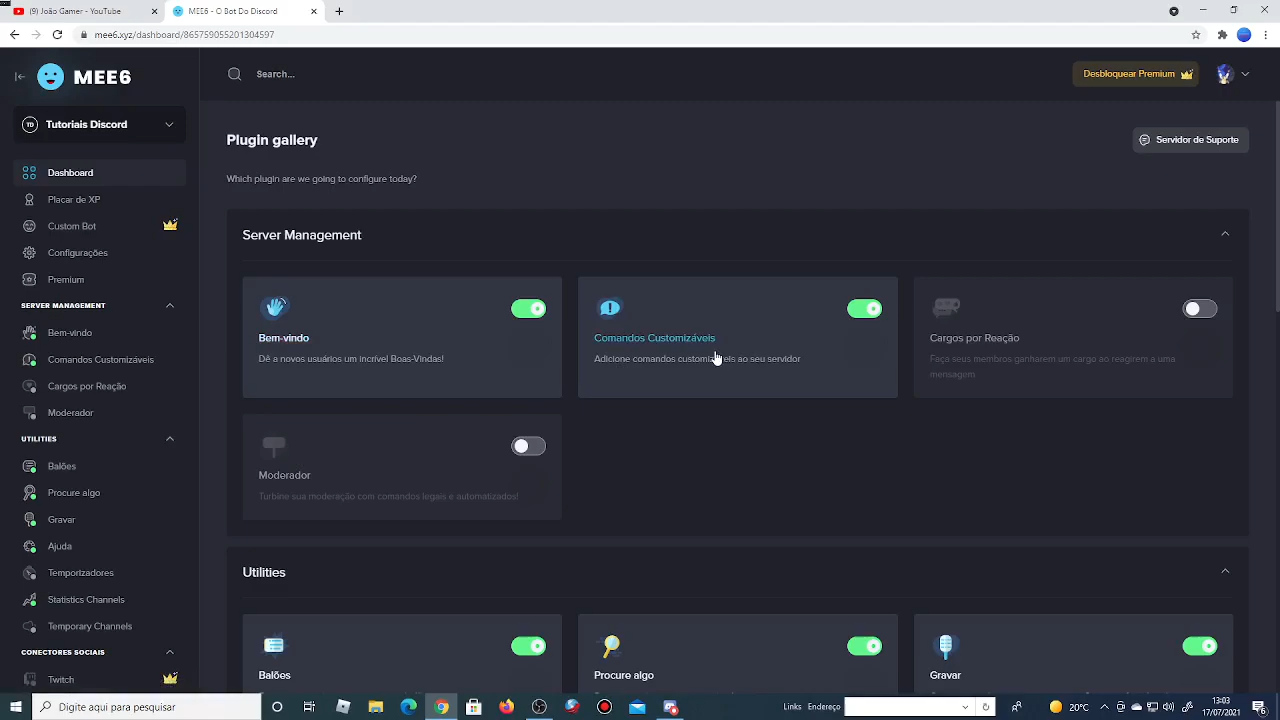 (9) João Gamer - YouTube
MEE6 - O Bot Do Discord
mee6.xyz/dashboard/865759055201304597
MEE6
Search...
Desbloquear Premium
TD Tutoriais Discord
Plugin gallery
Servidor de Suporte
Which plugin are we going to configure today?
Dashboard
Placar de XP
Custom Bot
Configurações
Premium
SERVER MANAGEMENT
Bem-vindo
Comandos Customizáveis
Cargos por Reação
Moderador
UTILITIES
Balões
Procure algo
Gravar
Ajuda
Temporizadores
Statistics Channels
Temporary Channels
CONECTORES SOCIAIS
Twitch
Server Management
Bem-vindo
Dê a novos usuários um incrível Boas-Vindas!
Comandos Customizáveis
Adicione comandos customizáveis ao seu servidor
Cargos por Reação
Faça seus membros ganharem um cargo ao reagirem a uma
mensagem
Moderador
Turbine sua moderação com comandos legais e automatizados!
Utilities
Balões
Procure algo
Gravar
Digite aqui para pesquisar
Links Endereço
20°C
13:03
17/07/2021